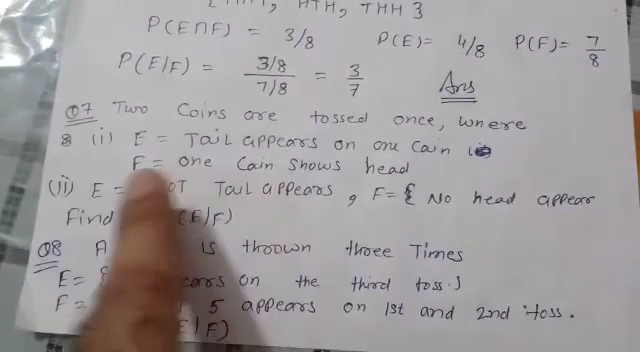 HTH, THH }
P(E∩F) = 3/8 P(E) = 4/8 P(F) = 7/8
P(E/F) = (3/8)/(7/8) = 3/7 Ans
Q7 Two Coins are tossed once, where
(i) E = Tail appears on one Coin
F = one Coin shows head
(ii) E = Tail appears, F = { No head appear
Find (E/F)
Q8 A is thrown three Times
E = { on the third toss }
F = 5 appears on 1st and 2nd toss.
E/F)